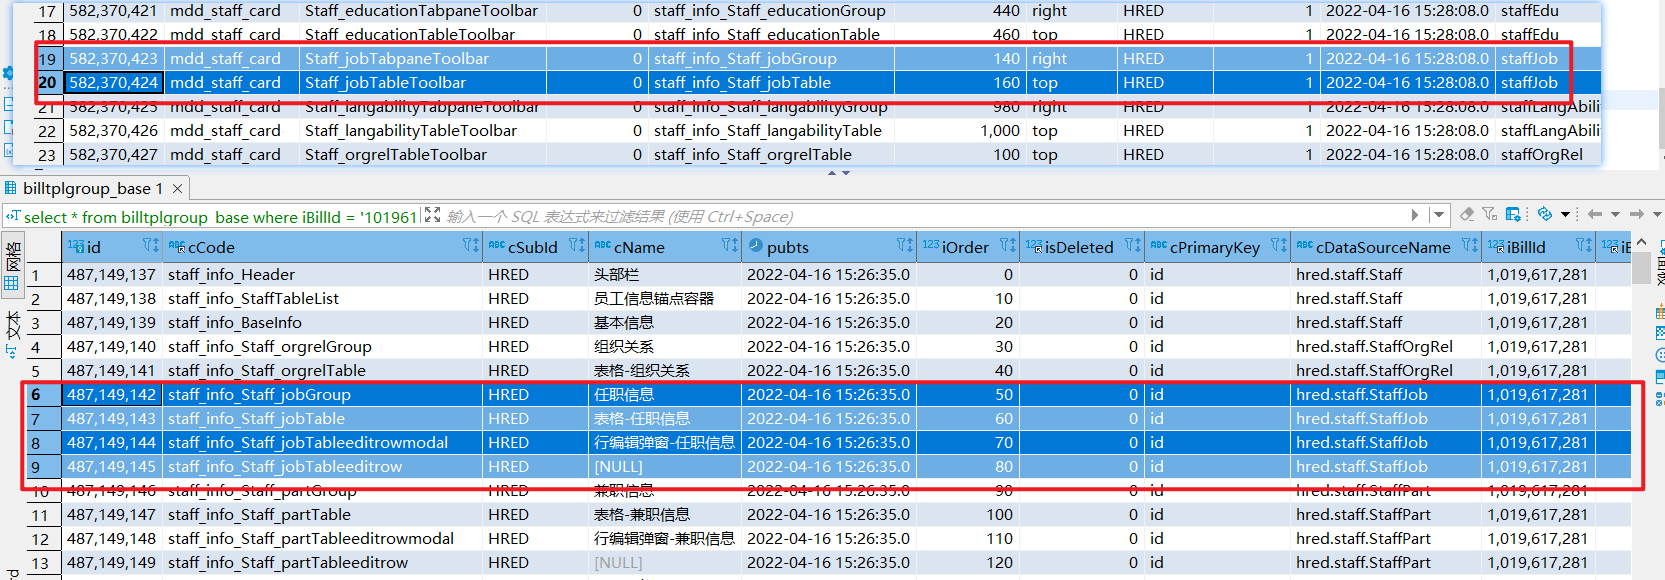 17 582,370,421 mdd_staff_card Staff_educationTabpaneToolbar 0 staff_info_Staff_educationGroup 440 right HRED 1 2022-04-16 15:28:08.0 staffEdu
18 582,370,422 mdd_staff_card Staff_educationTableToolbar 0 staff_info_Staff_educationTable 460 top HRED 1 2022-04-16 15:28:08.0 staffEdu
19 582,370,423 mdd_staff_card Staff_jobTabpaneToolbar 0 staff_info_Staff_jobGroup 140 right HRED 1 2022-04-16 15:28:08.0 staffJob
20 582,370,424 mdd_staff_card Staff_jobTableToolbar 0 staff_info_Staff_jobTable 160 top HRED 1 2022-04-16 15:28:08.0 staffJob
21 582,370,425 mdd_staff_card Staff_langabilityTabpaneToolbar 0 staff_info_Staff_langabilityGroup 980 right HRED 1 2022-04-16 15:28:08.0 staffLangAbili
22 582,370,426 mdd_staff_card Staff_langabilityTableToolbar 0 staff_info_Staff_langabilityTable 1,000 top HRED 1 2022-04-16 15:28:08.0 staffLangAbili
23 582,370,427 mdd_staff_card Staff_orgrelTableToolbar 0 staff_info_Staff_orgrelTable 100 top HRED 1 2022-04-16 15:28:08.0 staffOrgRel
billtplgroup_base 1
select * from billtplgroup_base where iBillId = '101961 输入一个 SQL 表达式来过滤结果 (使用 Ctrl+Space)
网格
文本
123 id ABC cCode ABC cSubId ABC cName pubts 123 iOrder 123 isDeleted ABC cPrimaryKey ABC cDataSourceName 123 iBillId 123
1 487,149,137 staff_info_Header HRED 头部栏 2022-04-16 15:26:35.0 0 0 id hred.staff.Staff 1,019,617,281
2 487,149,138 staff_info_StaffTableList HRED 员工信息锚点容器 2022-04-16 15:26:35.0 10 0 id hred.staff.Staff 1,019,617,281
3 487,149,139 staff_info_BaseInfo HRED 基本信息 2022-04-16 15:26:35.0 20 0 id hred.staff.Staff 1,019,617,281
4 487,149,140 staff_info_Staff_orgrelGroup HRED 组织关系 2022-04-16 15:26:35.0 30 0 id hred.staff.StaffOrgRel 1,019,617,281
5 487,149,141 staff_info_Staff_orgrelTable HRED 表格-组织关系 2022-04-16 15:26:35.0 40 0 id hred.staff.StaffOrgRel 1,019,617,281
6 487,149,142 staff_info_Staff_jobGroup HRED 任职信息 2022-04-16 15:26:35.0 50 0 id hred.staff.StaffJob 1,019,617,281
7 487,149,143 staff_info_Staff_jobTable HRED 表格-任职信息 2022-04-16 15:26:35.0 60 0 id hred.staff.StaffJob 1,019,617,281
8 487,149,144 staff_info_Staff_jobTableeditrowmodal HRED 行编辑弹窗-任职信息 2022-04-16 15:26:35.0 70 0 id hred.staff.StaffJob 1,019,617,281
9 487,149,145 staff_info_Staff_jobTableeditrow HRED [NULL] 2022-04-16 15:26:35.0 80 0 id hred.staff.StaffJob 1,019,617,281
10 487,149,146 staff_info_Staff_partGroup HRED 兼职信息 2022-04-16 15:26:35.0 90 0 id hred.staff.StaffPart 1,019,617,281
11 487,149,147 staff_info_Staff_partTable HRED 表格-兼职信息 2022-04-16 15:26:35.0 100 0 id hred.staff.StaffPart 1,019,617,281
12 487,149,148 staff_info_Staff_partTableeditrowmodal HRED 行编辑弹窗-兼职信息 2022-04-16 15:26:35.0 110 0 id hred.staff.StaffPart 1,019,617,281
13 487,149,149 staff_info_Staff_partTableeditrow HRED [NULL] 2022-04-16 15:26:35.0 120 0 id hred.staff.StaffPart 1,019,617,281